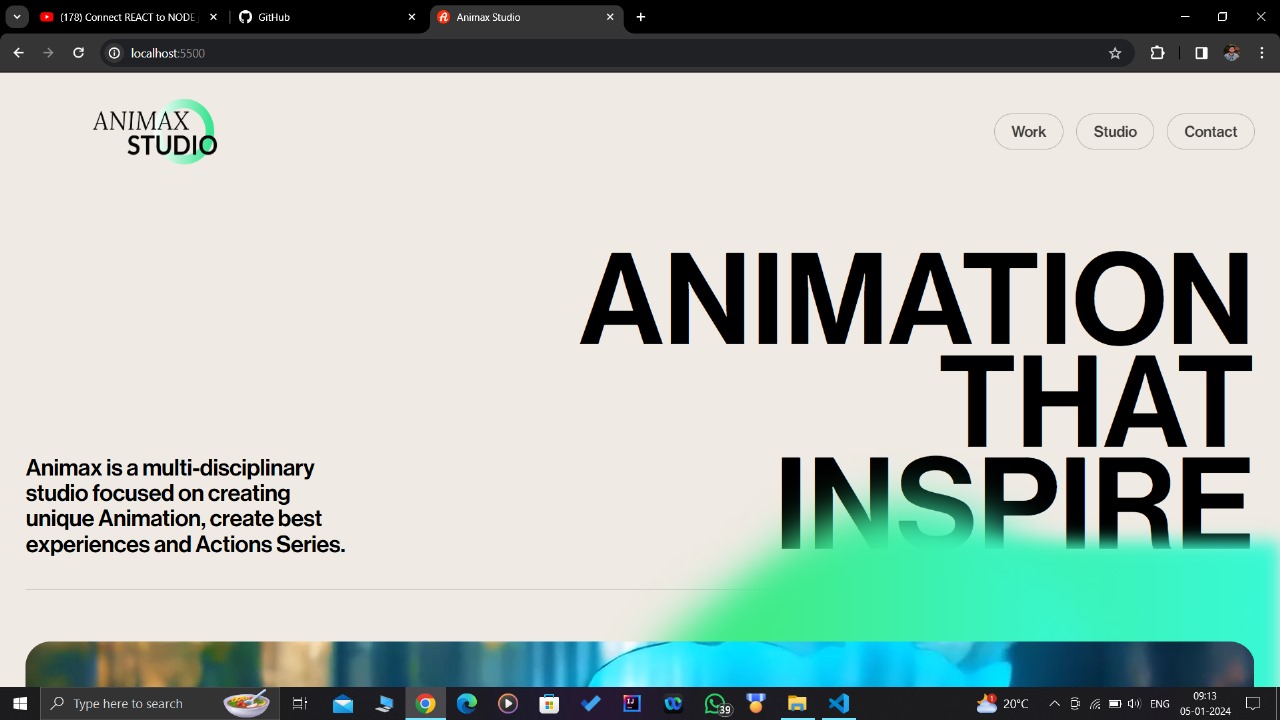 (178) Connect REACT to NODE
GitHub
Animax Studio
localhost:5500
ANIMAX
STUDIO
Work
Studio
Contact
ANIMATION
THAT
INSPIRE
Animax is a multi-disciplinary
studio focused on creating
unique Animation, create best
experiences and Actions Series.
Type here to search
39
1
20°C
ENG
09:13
05-01-2024